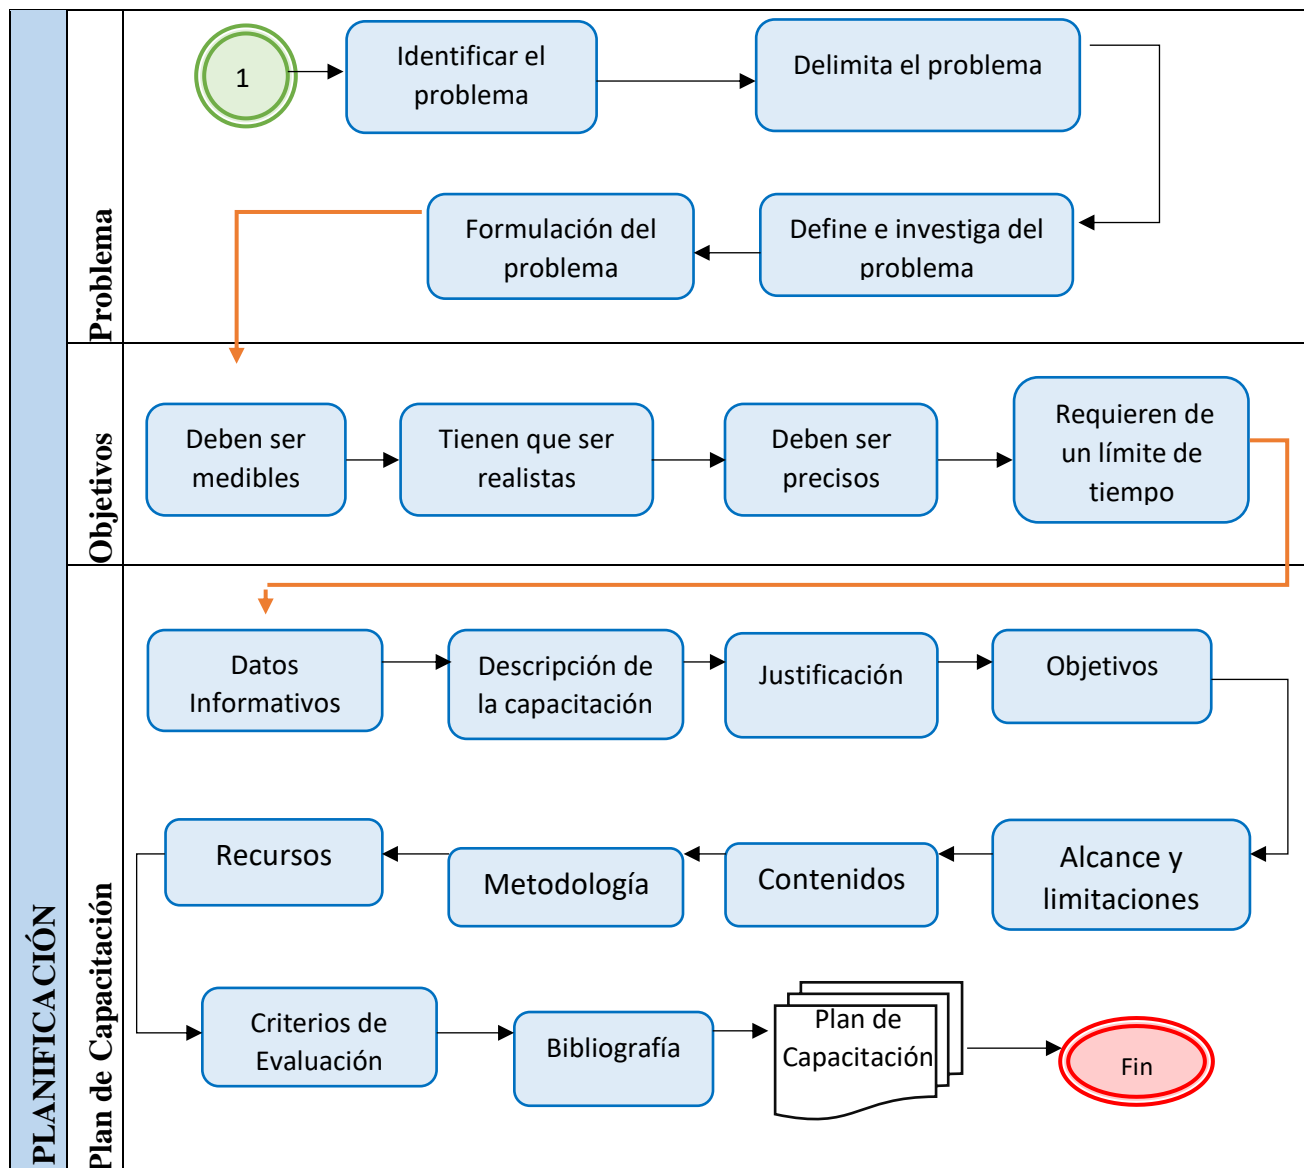 PLANIFICACIÓN
Problema
1
Identificar el
problema
Delimita el problema
Define e investiga del
problema
Formulación del
problema
Objetivos
Deben ser
medibles
Tienen que ser
realistas
Deben ser
precisos
Requieren de
un límite de
tiempo
Plan de Capacitación
Datos
Informativos
Descripción de
la capacitación
Justificación
Objetivos
Alcance y
limitaciones
Contenidos
Metodología
Recursos
Criterios de
Evaluación
Bibliografía
Plan de
Capacitación
Fin